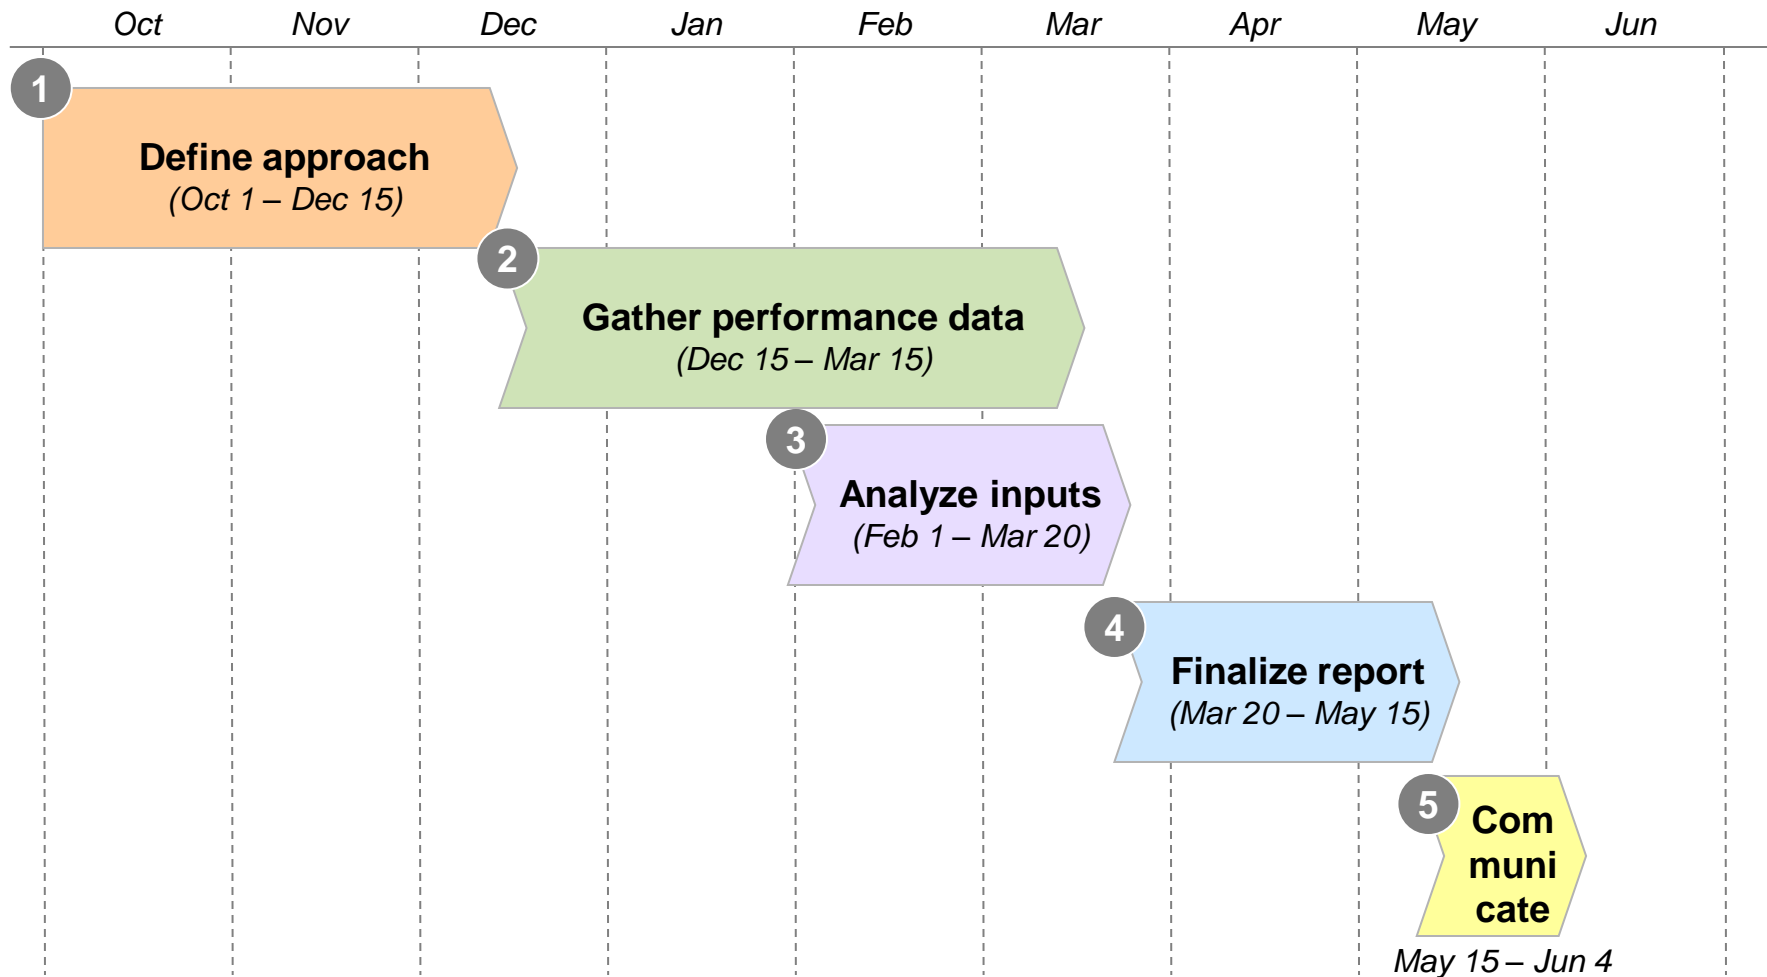 Oct Nov Dec Jan Feb Mar Apr May Jun
1
Define approach
(Oct 1 – Dec 15)
2
Gather performance data
(Dec 15 – Mar 15)
3
Analyze inputs
(Feb 1 – Mar 20)
4
Finalize report
(Mar 20 – May 15)
5
Com
muni
cate
May 15 – Jun 4